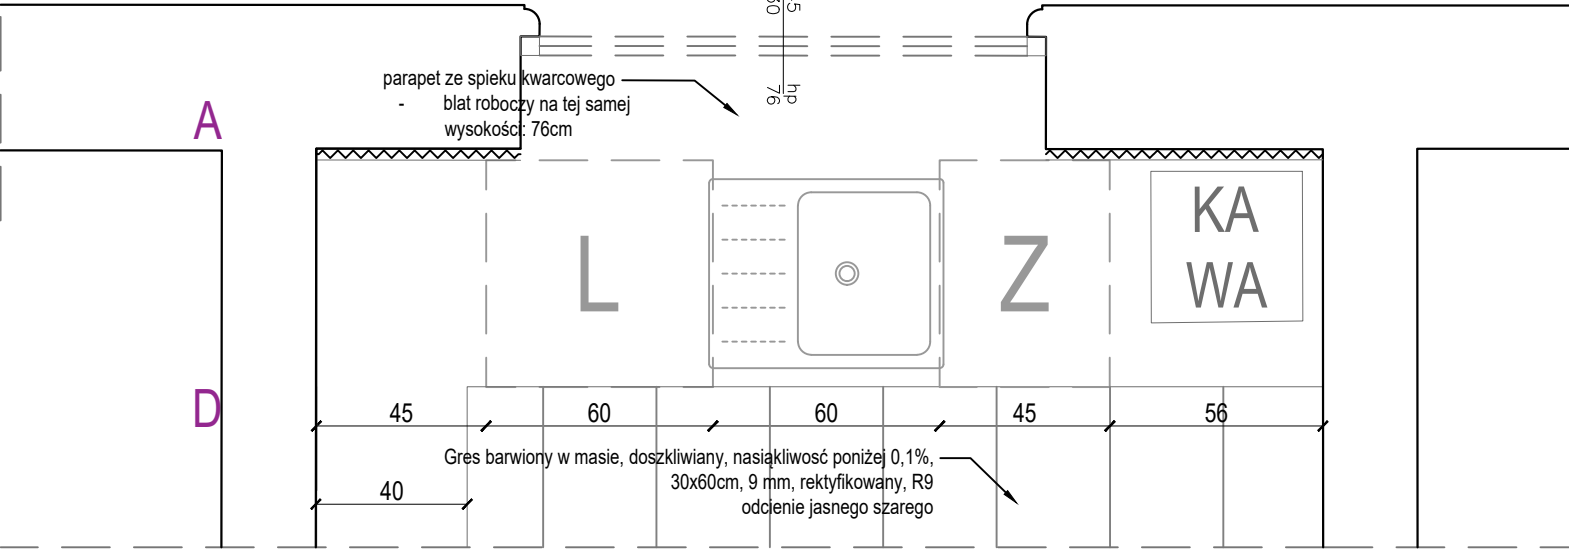 parapet ze spieku kwarcowego
- blat roboczy na tej samej
wysokości: 76cm
hp
76
A
KA
WA
L
Z
D
45
60
60
45
56
Gres barwiony w masie, doszkliwiany, nasiąkliwosć poniżej 0,1%,
30x60cm, 9 mm, rektyfikowany, R9
odcienie jasnego szarego
40